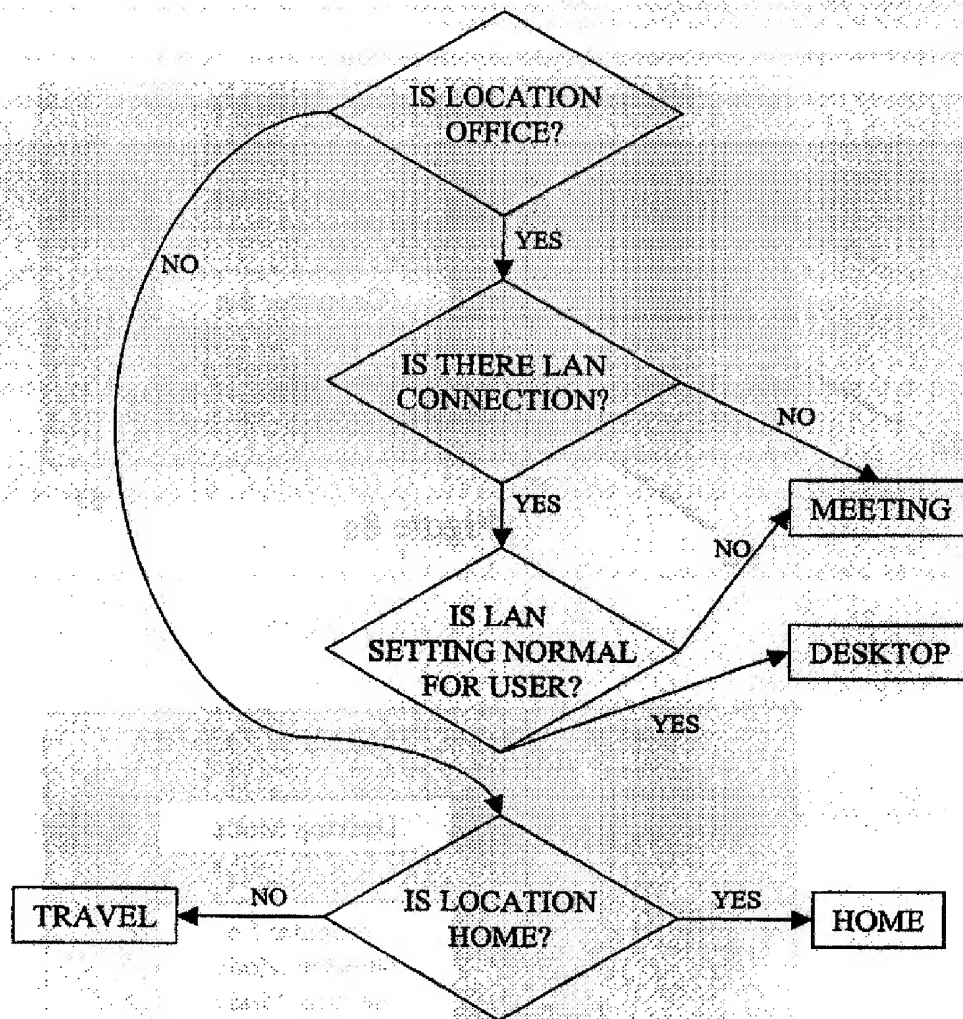 IS LOCATION
OFFICE?
YES
NO
IS THERE LAN
CONNECTION?
NO
YES
MEETING
NO
IS LAN
SETTING NORMAL
FOR USER?
DESKTOP
YES
IS LOCATION
HOME?
NO
TRAVEL
YES
HOME